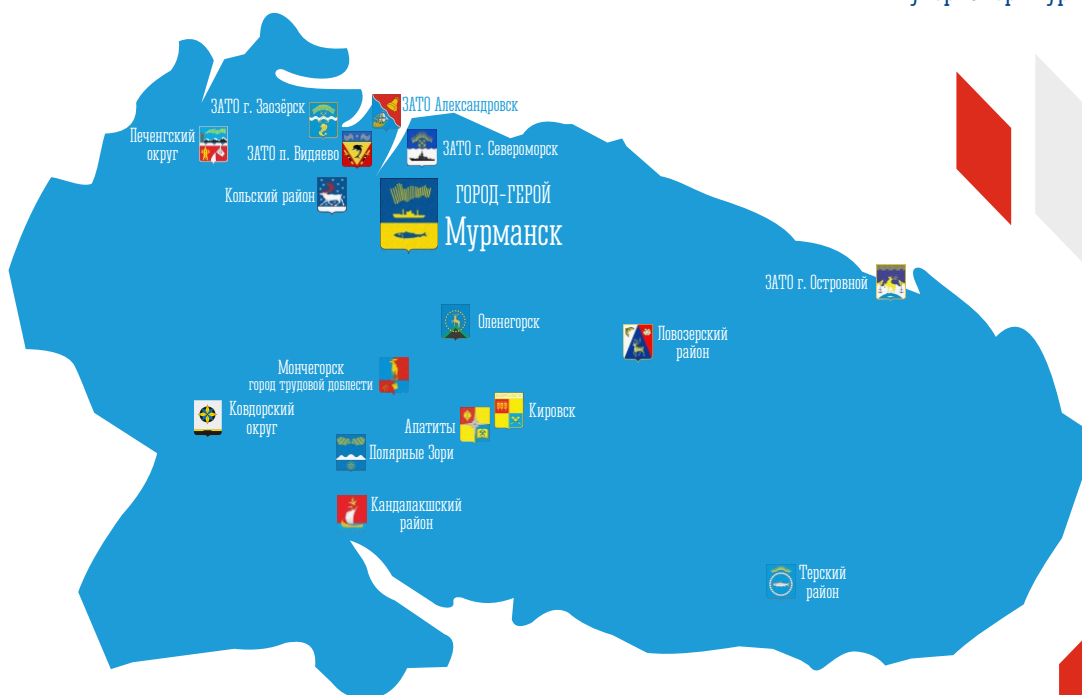 ЗАТО г. Заозёрск
ЗАТО Александровск
Печенгский
округ
ЗАТО п. Видяево
ЗАТО г. Североморск
Кольский район
ГОРОД-ГЕРОЙ
Мурманск
ЗАТО г. Островной
Оленегорск
Ловозерский
район
Мончегорск
город трудовой доблести
Ковдорский
округ
Апатиты
Кировск
Полярные Зори
Кандалакшский
район
Терский
район